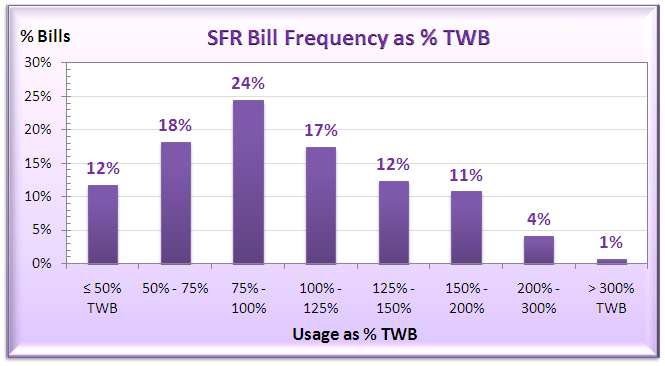 % Bills
SFR Bill Frequency as % TWB
30%
25%
20%
15%
10%
5%
0%
12%
18%
24%
17%
12%
11%
4%
1%
≤ 50% TWB
50% - 75%
75% - 100%
100% - 125%
125% - 150%
150% - 200%
200% - 300%
> 300% TWB
Usage as % TWB